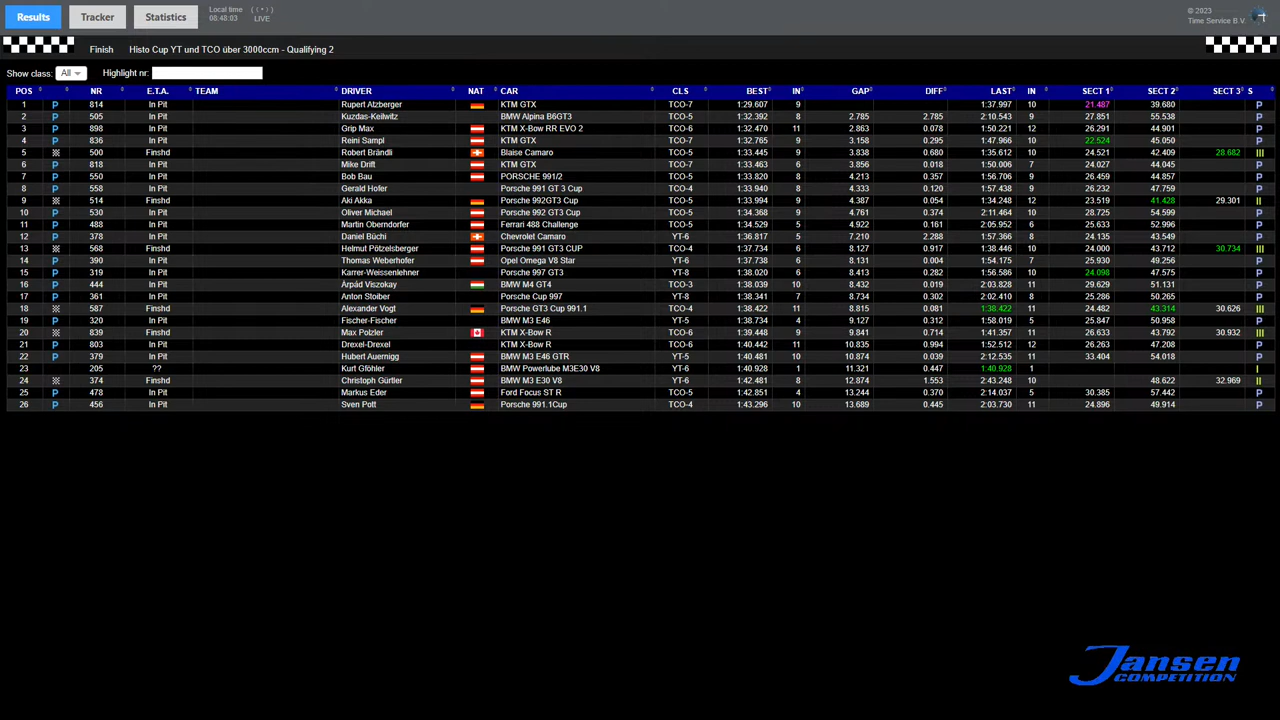 Results Tracker Statistics Local time 08:48:03 ((•)) LIVE © 2023 Time Service B.V.
Finish Histo Cup YT und TCO über 3000ccm - Qualifying 2
Show class: All Highlight nr:
POS NR E.T.A. TEAM DRIVER NAT CAR CLS BEST IN GAP DIFF LAST IN SECT 1 SECT 2 SECT 3 S
1 P 814 In Pit Rupert Atzberger KTM GTX TCO-7 1:29.607 9 1:37.997 10 21.487 39.680 P
2 P 505 In Pit Kuzdas-Keilwitz BMW Alpina B6GT3 TCO-5 1:32.392 8 2.785 2.785 2:10.543 9 27.851 55.538 P
3 P 898 In Pit Grip Max KTM X-Bow RR EVO 2 TCO-6 1:32.470 11 2.863 0.078 1:50.221 12 26.291 44.901 P
4 P 836 In Pit Reini Sampl KTM GTX TCO-7 1:32.765 9 3.158 0.295 1:47.966 10 22.524 45.050 P
5 500 Finshd Robert Brändli Blaise Camaro TCO-5 1:33.445 9 3.838 0.680 1:35.612 10 24.521 42.409 28.682 III
6 P 818 In Pit Mike Drift KTM GTX TCO-7 1:33.463 6 3.856 0.018 1:50.006 7 24.027 44.045 P
7 P 550 In Pit Bob Bau PORSCHE 991/2 TCO-5 1:33.820 8 4.213 0.357 1:56.706 9 26.459 44.857 P
8 P 558 In Pit Gerald Hofer Porsche 991 GT 3 Cup TCO-4 1:33.940 8 4.333 0.120 1:57.438 9 26.232 47.759 P
9 514 Finshd Aki Akka Porsche 992GT3 Cup TCO-5 1:33.994 9 4.387 0.054 1:34.248 12 23.519 41.428 29.301 II
10 P 530 In Pit Oliver Michael Porsche 992 GT3 Cup TCO-5 1:34.368 9 4.761 0.374 2:11.464 10 28.725 54.599 P
11 P 488 In Pit Martin Oberndorfer Ferrari 488 Challenge TCO-5 1:34.529 5 4.922 0.161 2:05.952 6 25.633 52.996 P
12 P 378 In Pit Daniel Büchi Chevrolet Camaro YT-6 1:36.817 5 7.210 2.288 1:57.366 8 24.135 43.549 P
13 568 Finshd Helmut Pötzelsberger Porsche 991 GT3 CUP TCO-4 1:37.734 6 8.127 0.917 1:38.446 10 24.000 43.712 30.734 III
14 P 390 In Pit Thomas Weberhofer Opel Omega V8 Star YT-6 1:37.738 6 8.131 0.004 1:54.175 7 25.930 49.256 P
15 P 319 In Pit Karrer-Weissenlehner Porsche 997 GT3 YT-8 1:38.020 6 8.413 0.282 1:56.586 10 24.098 47.575 P
16 P 444 In Pit Árpád Viszokay BMW M4 GT4 TCO-3 1:38.039 10 8.432 0.019 2:03.828 11 29.629 51.131 P
17 P 361 In Pit Anton Stoiber Porsche Cup 997 YT-8 1:38.341 7 8.734 0.302 2:02.410 8 25.286 50.265 P
18 587 Finshd Alexander Vogt Porsche GT3 Cup 991.1 TCO-4 1:38.422 11 8.815 0.081 1:38.422 11 24.482 43.314 30.626 III
19 P 320 In Pit Fischer-Fischer BMW M3 E46 YT-5 1:38.734 4 9.127 0.312 1:58.019 5 25.847 50.958 P
20 839 Finshd Max Polzler KTM X-Bow R TCO-6 1:39.448 9 9.841 0.714 1:41.357 11 26.633 43.792 30.932 III
21 P 803 In Pit Drexel-Drexel KTM X-Bow R TCO-6 1:40.442 11 10.835 0.994 1:52.512 12 26.263 47.208 P
22 P 379 In Pit Hubert Auernigg BMW M3 E46 GTR YT-5 1:40.481 10 10.874 0.039 2:12.535 11 33.404 54.018 P
23 205 ?? Kurt Gföhler BMW Powerlube M3E30 V8 YT-6 1:40.928 1 11.321 0.447 1:40.928 1 I
24 374 Finshd Christoph Gürtler BMW M3 E30 V8 YT-6 1:42.481 8 12.874 1.553 2:43.248 10 48.622 32.969 II
25 P 478 In Pit Markus Eder Ford Focus ST R TCO-5 1:42.851 4 13.244 0.370 2:14.037 5 30.385 57.442 P
26 P 456 In Pit Sven Pott Porsche 991.1Cup TCO-4 1:43.296 10 13.689 0.445 2:03.730 11 24.896 49.914 P
Jansen
COMPETITION